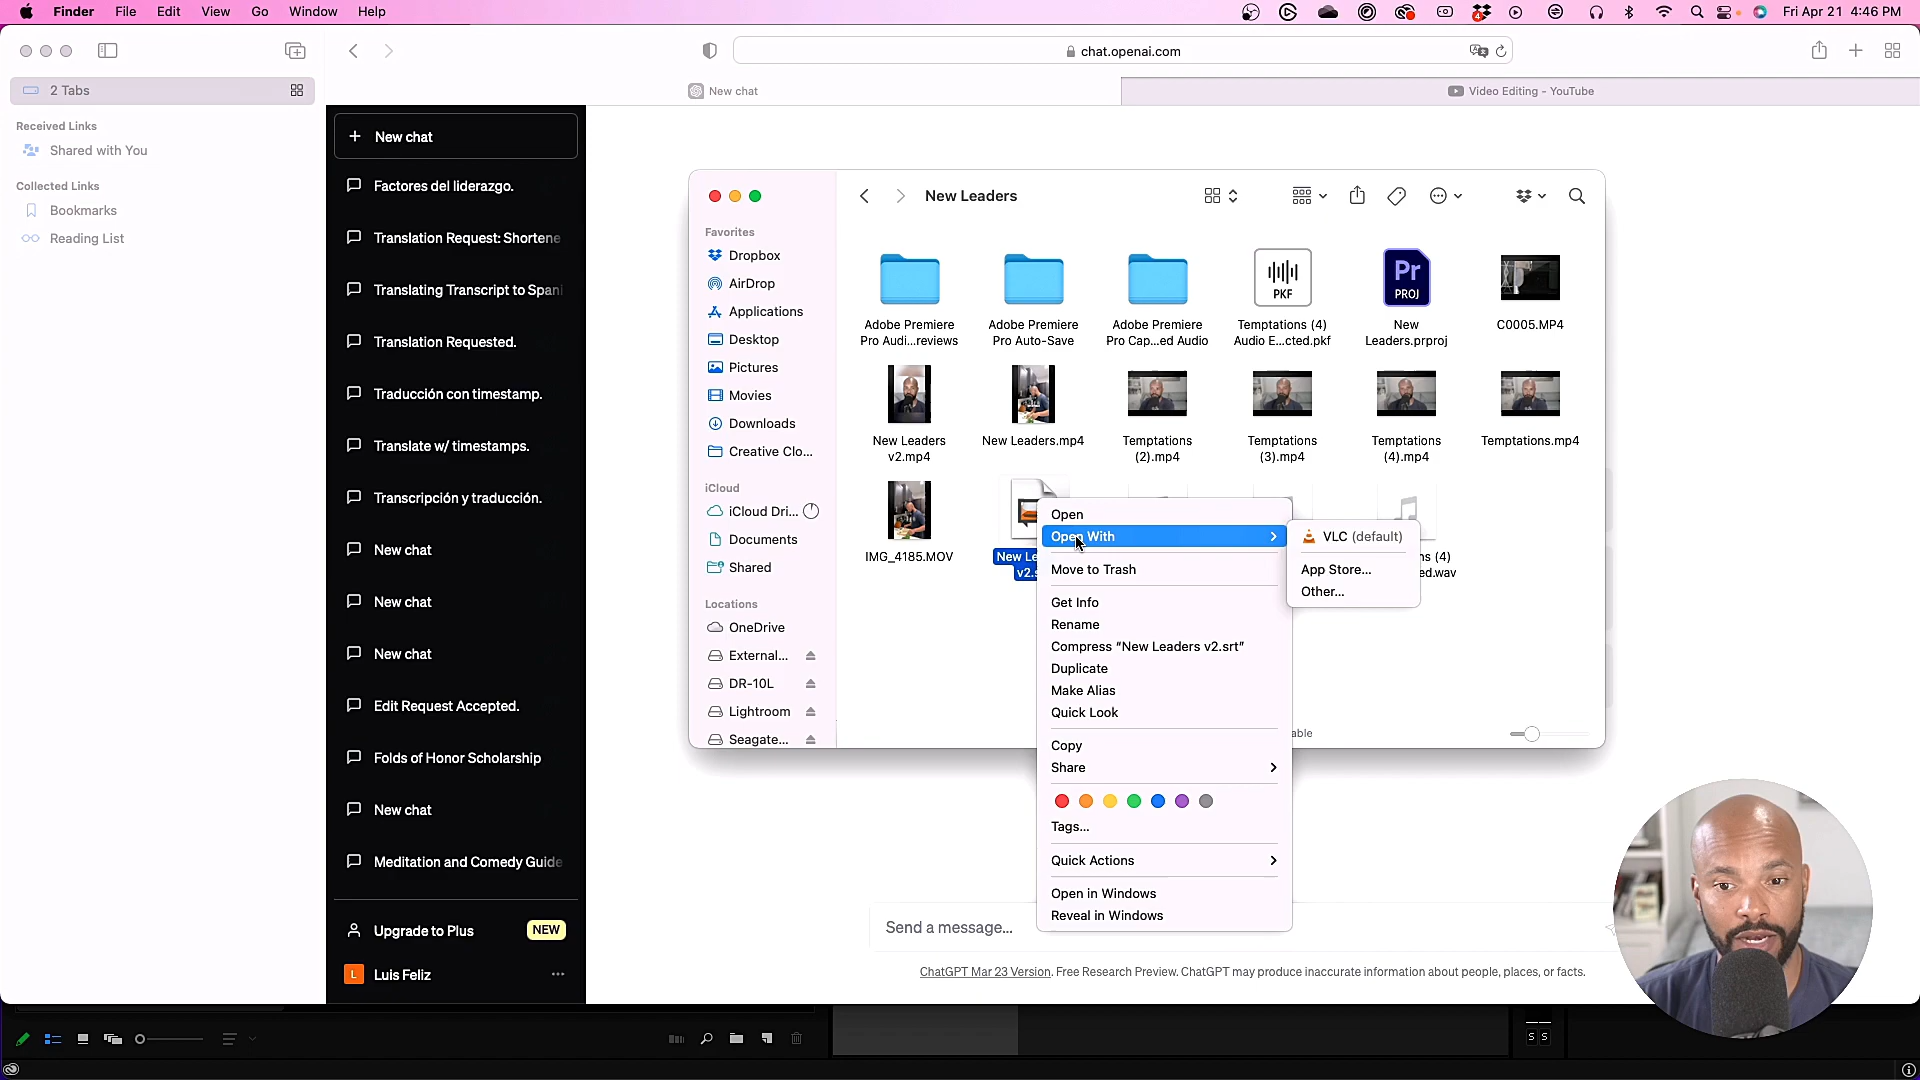 Finder File Edit View Go Window Help
4
Fri Apr 21 4:46 PM
chat.openai.com
2 Tabs
New chat
Video Editing - YouTube
Received Links
Shared with You
Collected Links
Bookmarks
Reading List
New chat
Factores del liderazgo.
Translation Request: Shortene
Translating Transcript to Spani
Translation Requested.
Traducción con timestamp.
Translate w/ timestamps.
Transcripción y traducción.
New chat
New chat
New chat
Edit Request Accepted.
Folds of Honor Scholarship
New chat
Meditation and Comedy Guide
Upgrade to Plus NEW
L Luis Feliz
New Leaders
Favorites
Dropbox
AirDrop
Applications
Desktop
Pictures
Movies
Downloads
Creative Clo...
iCloud
iCloud Dri...
Documents
Shared
Locations
OneDrive
External...
DR-10L
Lightroom
Seagate...
PKF
Pr
PROJ
Adobe Premiere
Pro Audi...reviews
Adobe Premiere
Pro Auto-Save
Adobe Premiere
Pro Cap...ed Audio
Temptations (4)
Audio E...cted.pkf
New
Leaders.prproj
C0005.MP4
New Leaders
v2.mp4
New Leaders.mp4
Temptations
(2).mp4
Temptations
(3).mp4
Temptations
(4).mp4
Temptations.mp4
IMG_4185.MOV
New Le
v2.s
ns (4)
ed.wav
able
Open
Open With
Move to Trash
Get Info
Rename
Compress “New Leaders v2.srt”
Duplicate
Make Alias
Quick Look
Copy
Share
Tags...
Quick Actions
Open in Windows
Reveal in Windows
VLC (default)
App Store...
Other...
Send a message...
ChatGPT Mar 23 Version. Free Research Preview. ChatGPT may produce inaccurate information about people, places, or facts.
S S